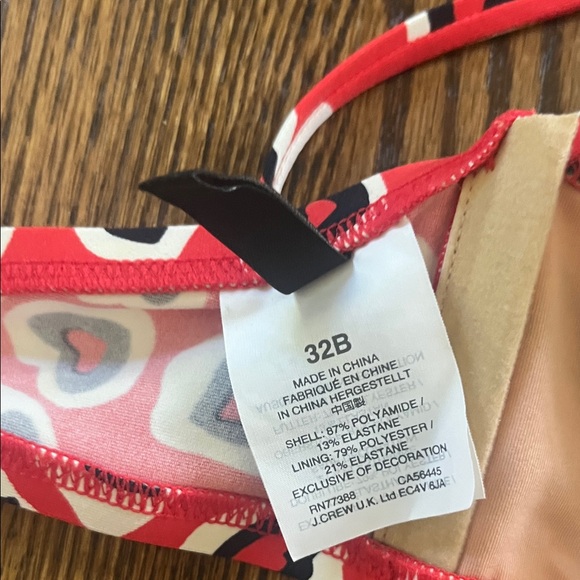 32B
MADE IN CHINA
FABRIQUÉ EN CHINE
IN CHINA HERGESTELLT
中国製
SHELL: 87% POLYAMIDE /
13% ELASTANE
LINING: 79% POLYESTER /
21% ELASTANE
EXCLUSIVE OF DECORATION
RN77388 CA56445
J.CREW U.K. Ltd EC4V 6JA